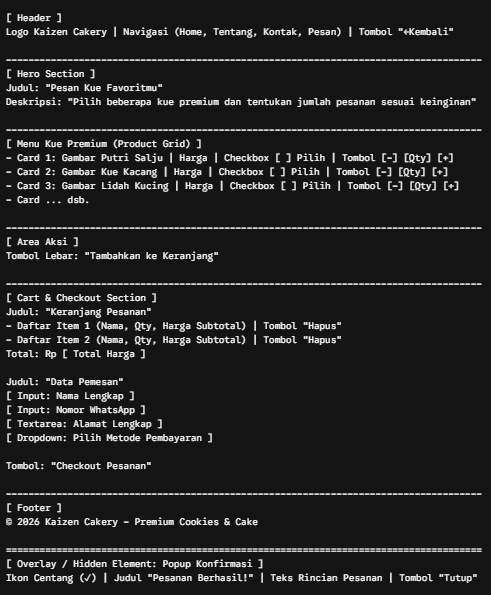 [ Header ]
Logo Kaizen Cakery | Navigasi (Home, Tentang, Kontak, Pesan) | Tombol "←Kembali"
--------------------------------------------------------------------------------
[ Hero Section ]
Judul: "Pesan Kue Favoritmu"
Deskripsi: "Pilih beberapa kue premium dan tentukan jumlah pesanan sesuai keinginan"
--------------------------------------------------------------------------------
[ Menu Kue Premium (Product Grid) ]
- Card 1: Gambar Putri Salju | Harga | Checkbox [ ] Pilih | Tombol [-] [Qty] [+]
- Card 2: Gambar Kue Kacang | Harga | Checkbox [ ] Pilih | Tombol [-] [Qty] [+]
- Card 3: Gambar Lidah Kucing | Harga | Checkbox [ ] Pilih | Tombol [-] [Qty] [+]
- Card ... dsb.
--------------------------------------------------------------------------------
[ Area Aksi ]
Tombol Lebar: "Tambahkan ke Keranjang"
--------------------------------------------------------------------------------
[ Cart & Checkout Section ]
Judul: "Keranjang Pesanan"
- Daftar Item 1 (Nama, Qty, Harga Subtotal) | Tombol "Hapus"
- Daftar Item 2 (Nama, Qty, Harga Subtotal) | Tombol "Hapus"
Total: Rp [ Total Harga ]
Judul: "Data Pemesan"
[ Input: Nama Lengkap ]
[ Input: Nomor WhatsApp ]
[ Textarea: Alamat Lengkap ]
[ Dropdown: Pilih Metode Pembayaran ]
Tombol: "Checkout Pesanan"
--------------------------------------------------------------------------------
[ Footer ]
© 2026 Kaizen Cakery - Premium Cookies & Cake
================================================================================
[ Overlay / Hidden Element: Popup Konfirmasi ]
Ikon Centang (✓) | Judul "Pesanan Berhasil!" | Teks Rincian Pesanan | Tombol "Tutup"